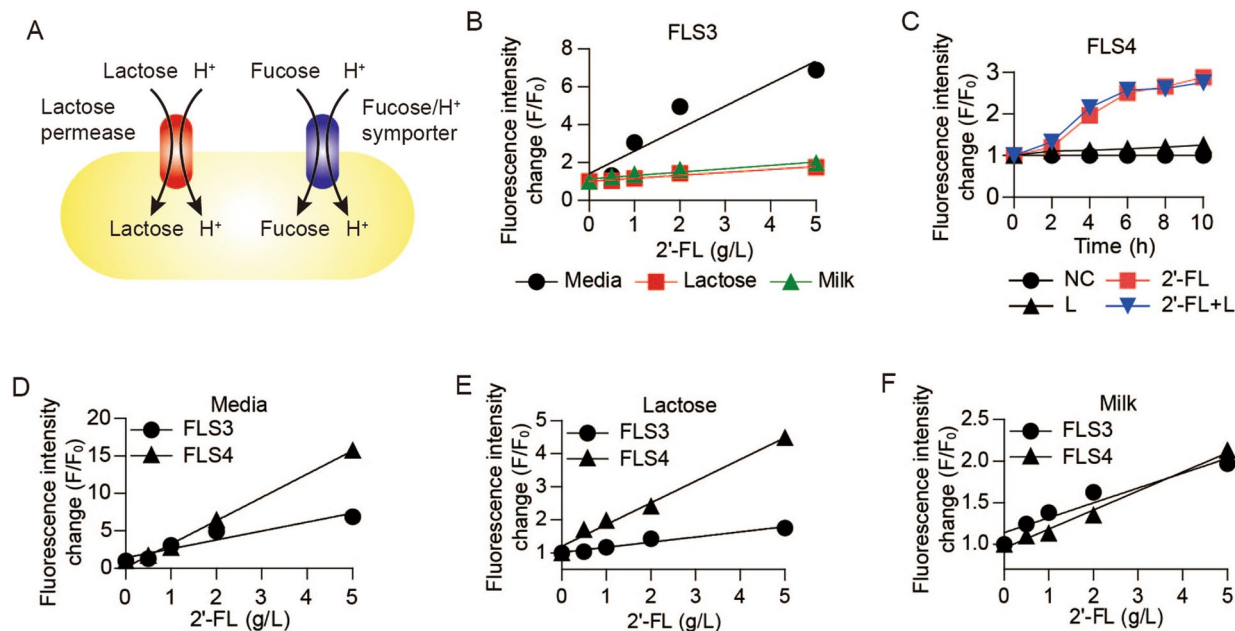 A
Lactose H⁺ Fucose H⁺
Lactose permease
Fucose/H⁺ symporter
Lactose H⁺ Fucose H⁺
B
FLS3
Fluorescence intensity
change (F/F₀)
8
6
4
2
0
0 1 2 3 4 5
2'-FL (g/L)
Media Lactose Milk
C
FLS4
Fluorescence intensity
change (F/F₀)
3
2
1
0
0 2 4 6 8 10
Time (h)
NC 2'-FL
L 2'-FL+L
D
Media
Fluorescence intensity
change (F/F₀)
20
15
10
5
0
FLS3
FLS4
0 1 2 3 4 5
2'-FL (g/L)
E
Lactose
Fluorescence intensity
change (F/F₀)
5
4
3
2
1
FLS3
FLS4
0 1 2 3 4 5
2'-FL (g/L)
F
Milk
Fluorescence intensity
change (F/F₀)
2.5
2.0
1.5
1.0
FLS3
FLS4
0 1 2 3 4 5
2'-FL (g/L)